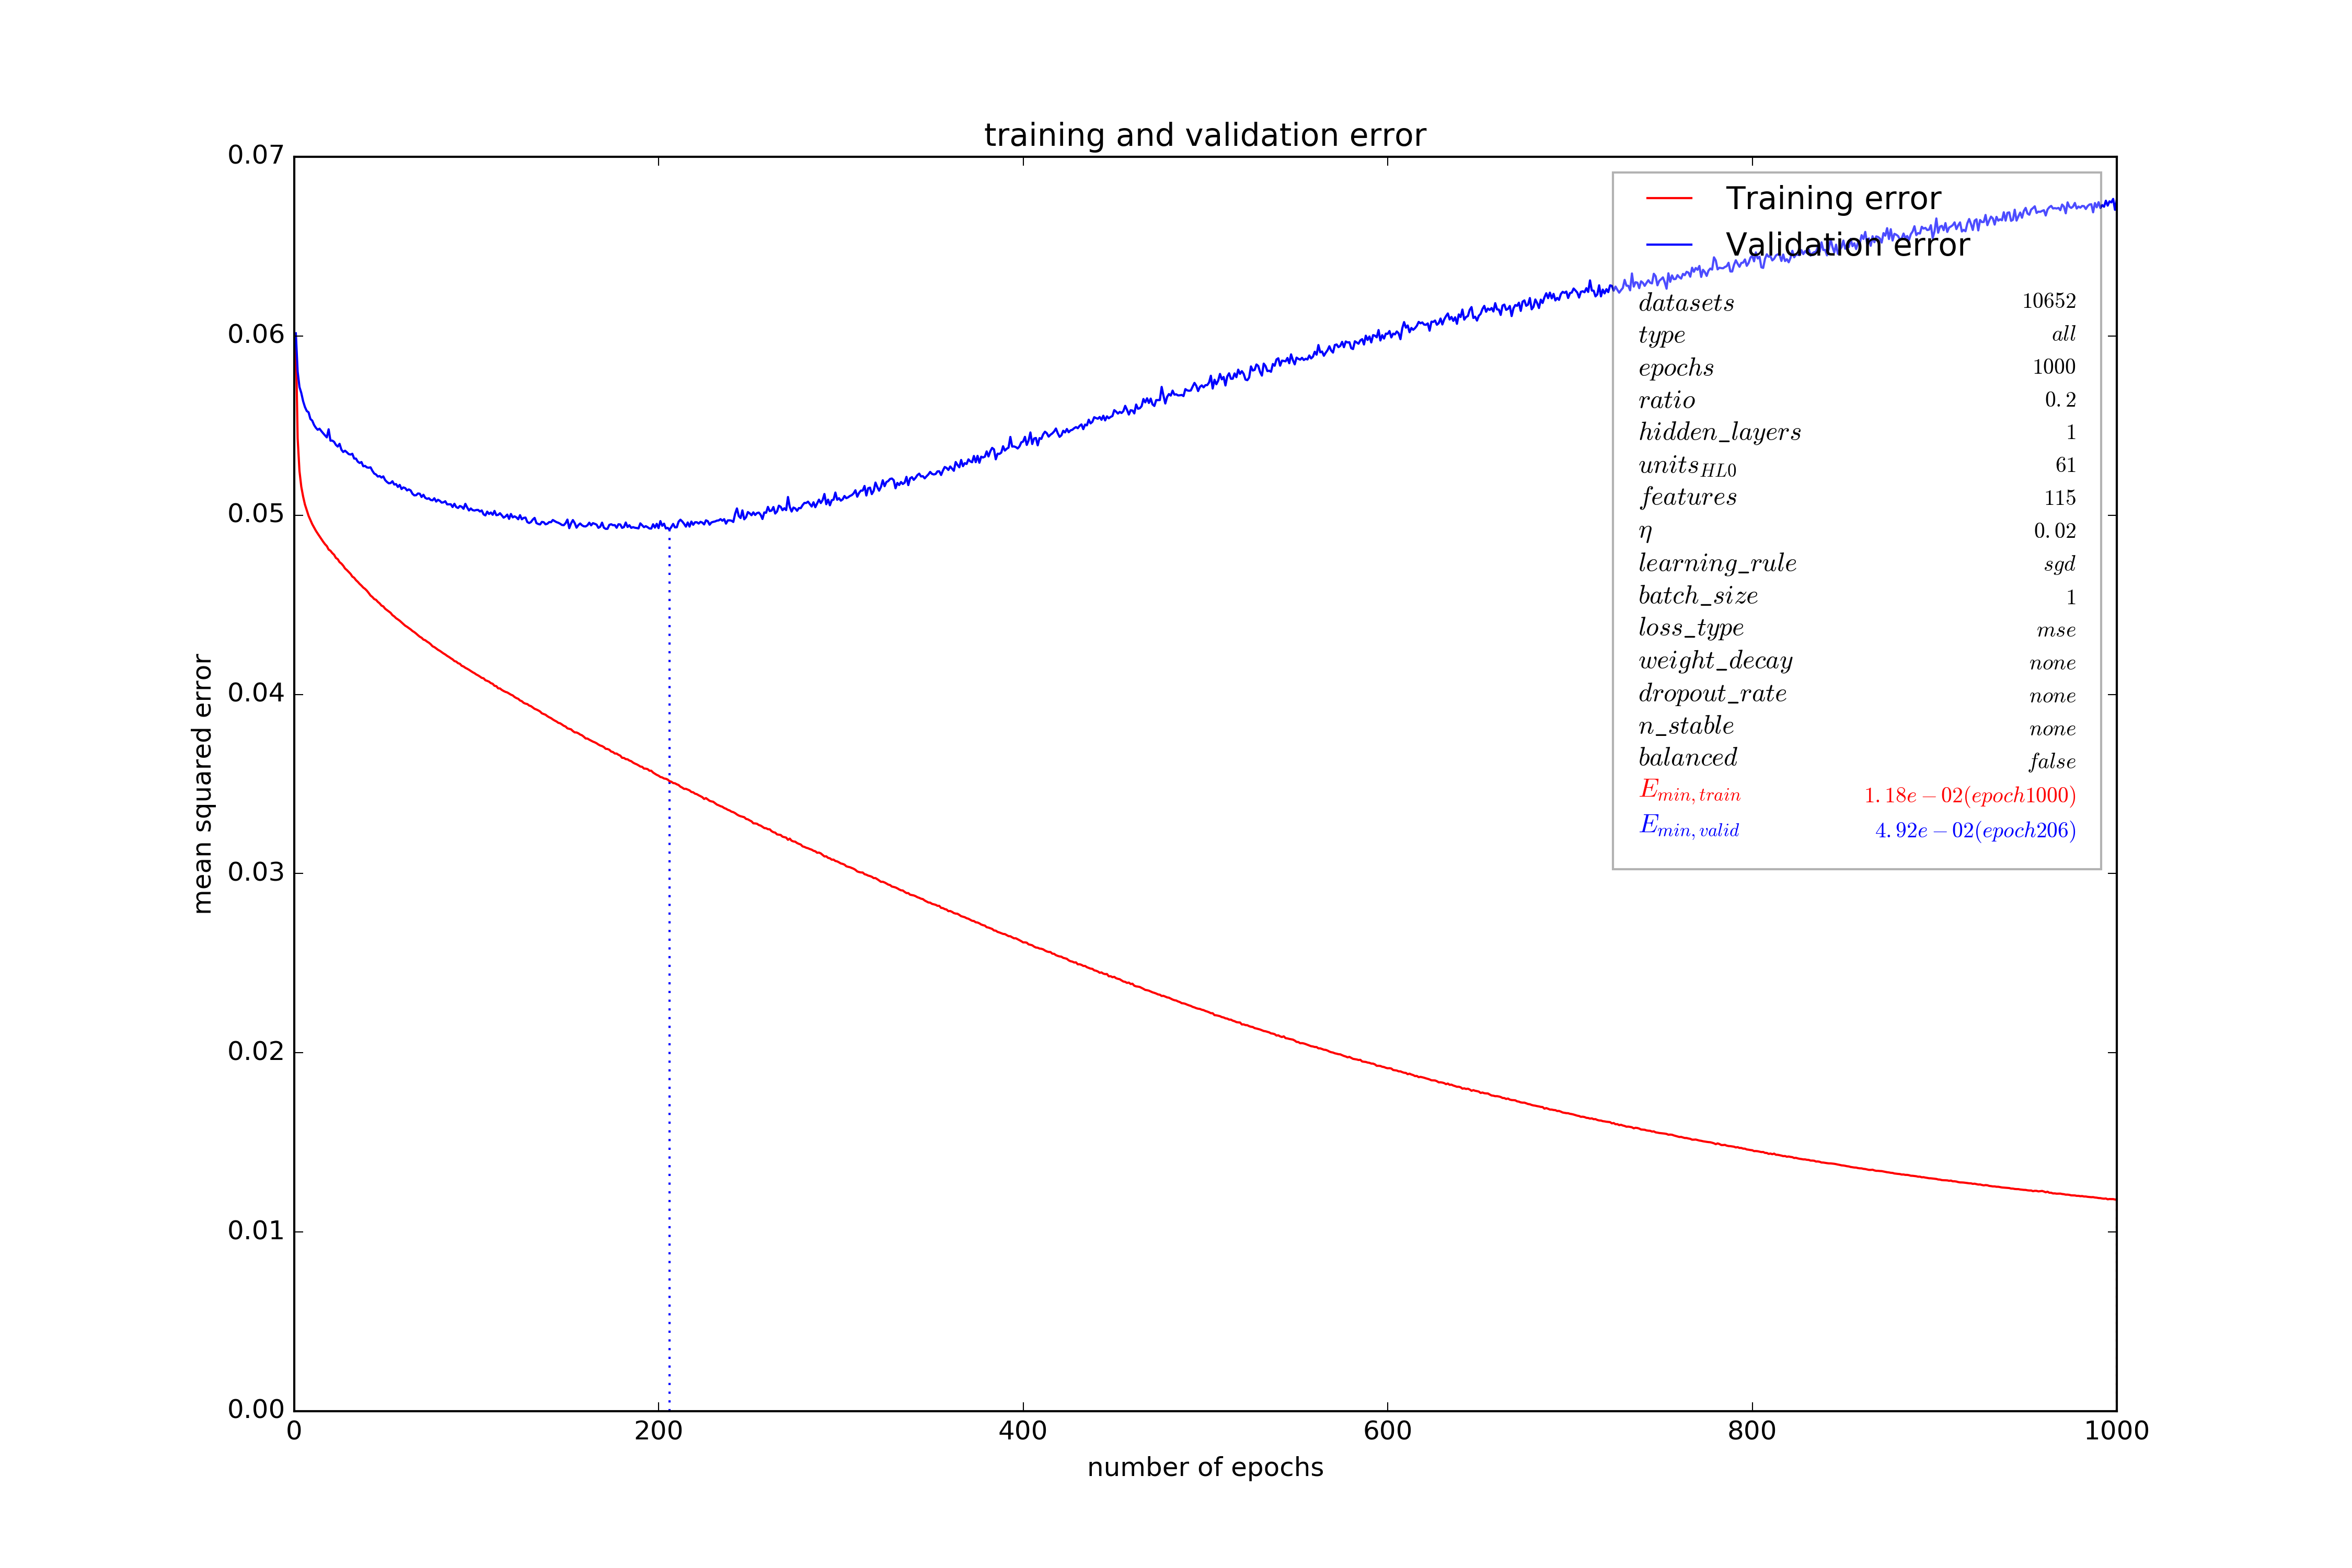 training and validation error
0.07
0.06
0.05
0.04
0.03
0.02
0.01
0.00
mean squared error
0 200 400 600 800 1000
number of epochs
Training error
Validation error
datasets 10652
type all
epochs 1000
ratio 0.2
hidden_layers 1
units_HL0 61
features 115
η 0.02
learning_rule sgd
batch_size 1
loss_type mse
weight_decay none
dropout_rate none
n_stable none
balanced false
E_min,train 1.18e−02(epoch1000)
E_min,valid 4.92e−02(epoch206)